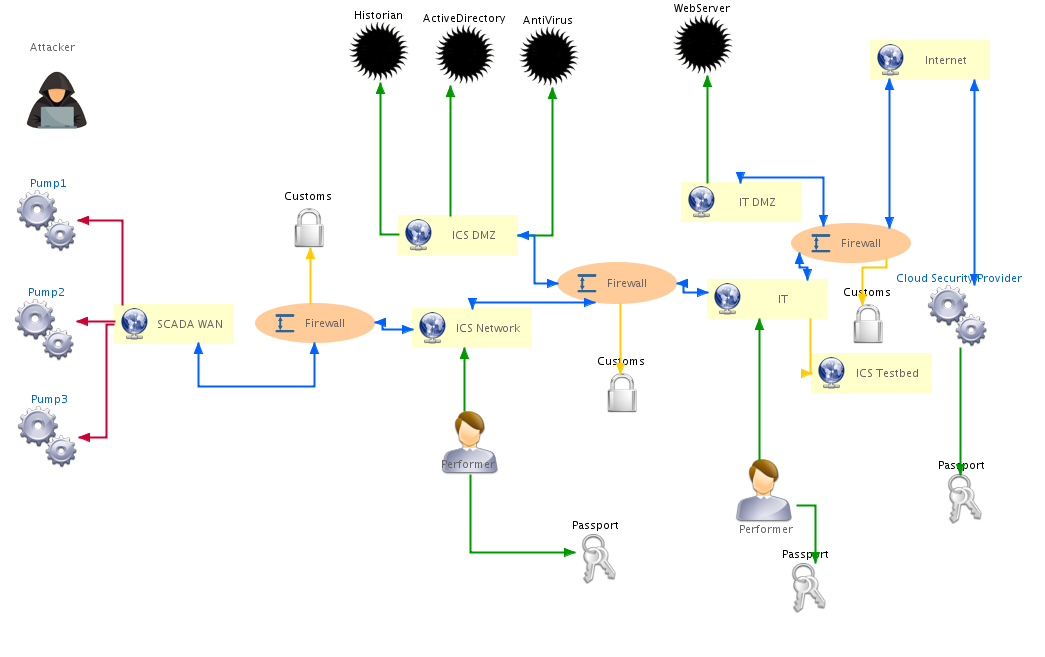 Historian
ActiveDirectory
AntiVirus
WebServer
Attacker
Internet
Pump1
Customs
ICS DMZ
IT DMZ
Firewall
Pump2
SCADA WAN
Firewall
ICS Network
Firewall
IT
Customs
Cloud Security Provider
Customs
ICS Testbed
Pump3
Performer
Passport
Performer
Passport
Passport